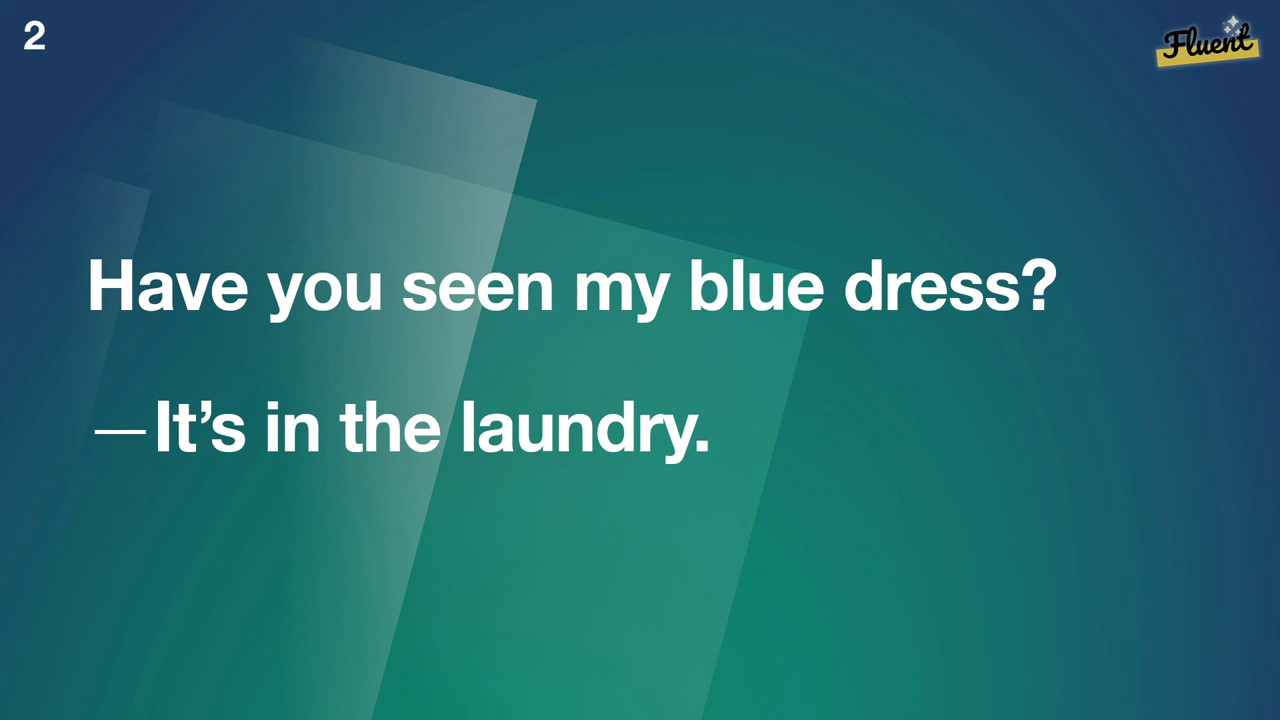 2
Fluent
Have you seen my blue dress?
—It’s in the laundry.